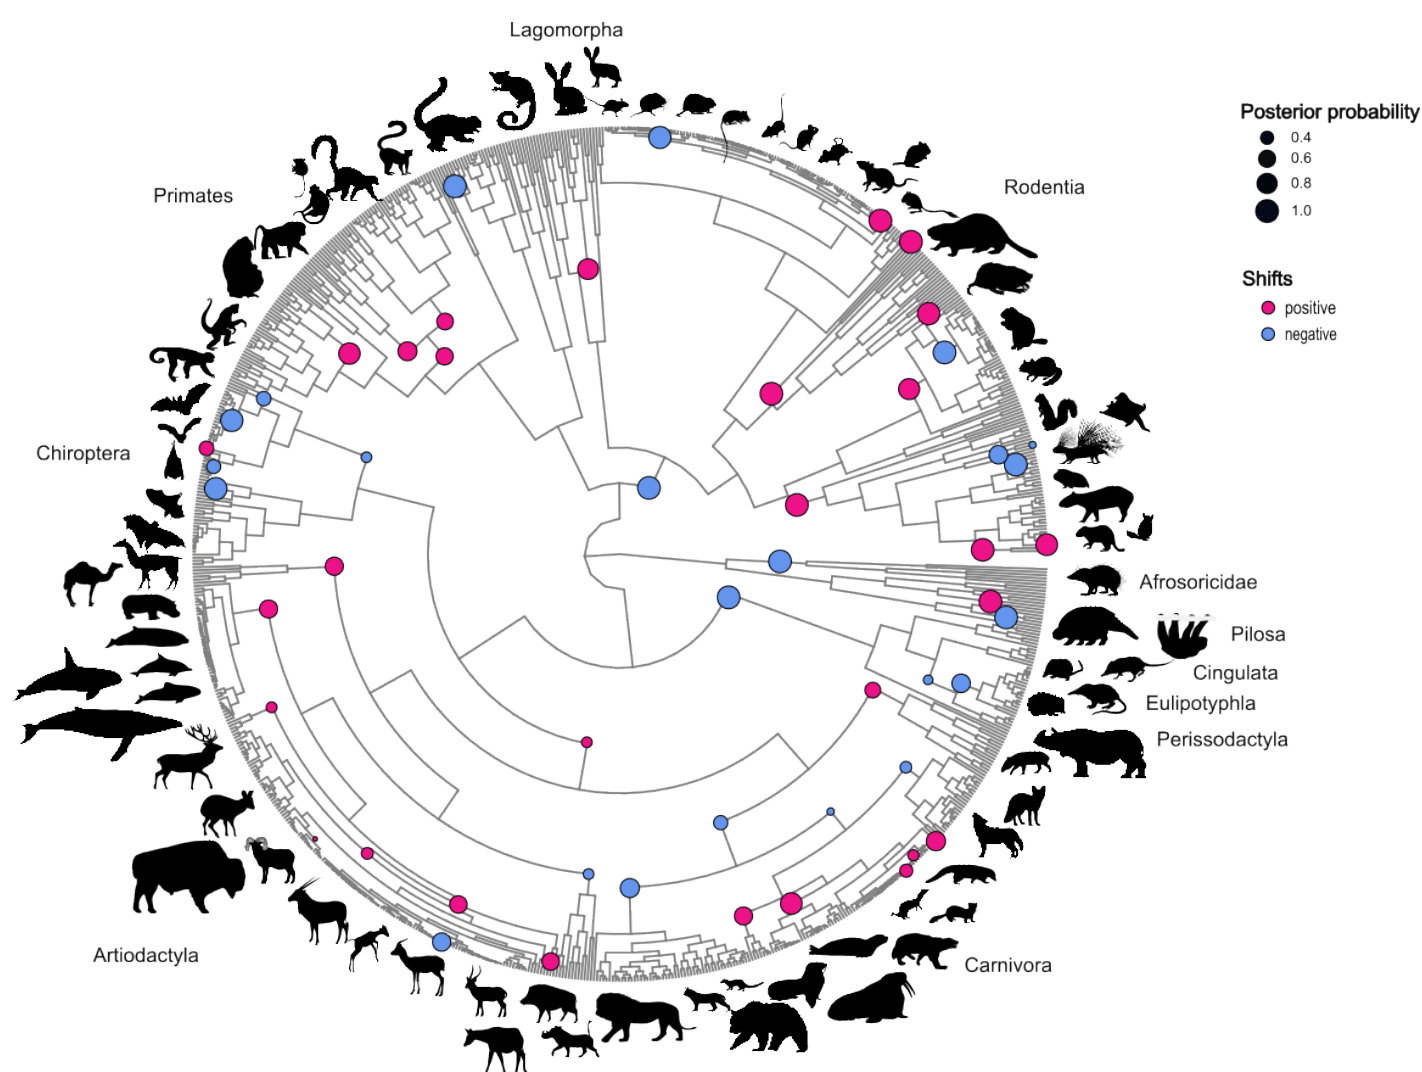 Lagomorpha
Primates
Rodentia
Chiroptera
Afrosoricidae
Pilosa
Cingulata
Eulipotyphla
Perissodactyla
Artiodactyla
Carnivora
Posterior probability
0.4
0.6
0.8
1.0
Shifts
positive
negative